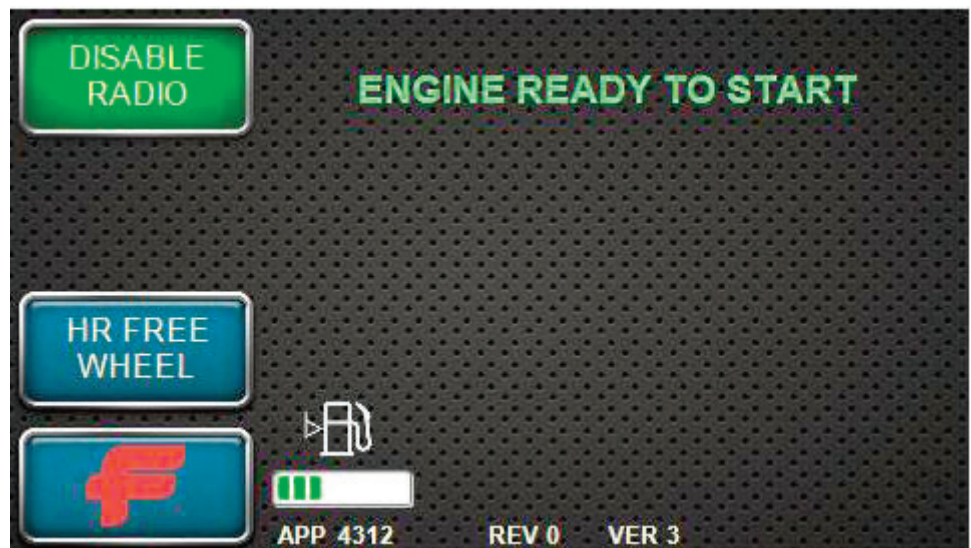 DISABLE
RADIO
ENGINE READY TO START
HR FREE
WHEEL
APP 4312 REV 0 VER 3